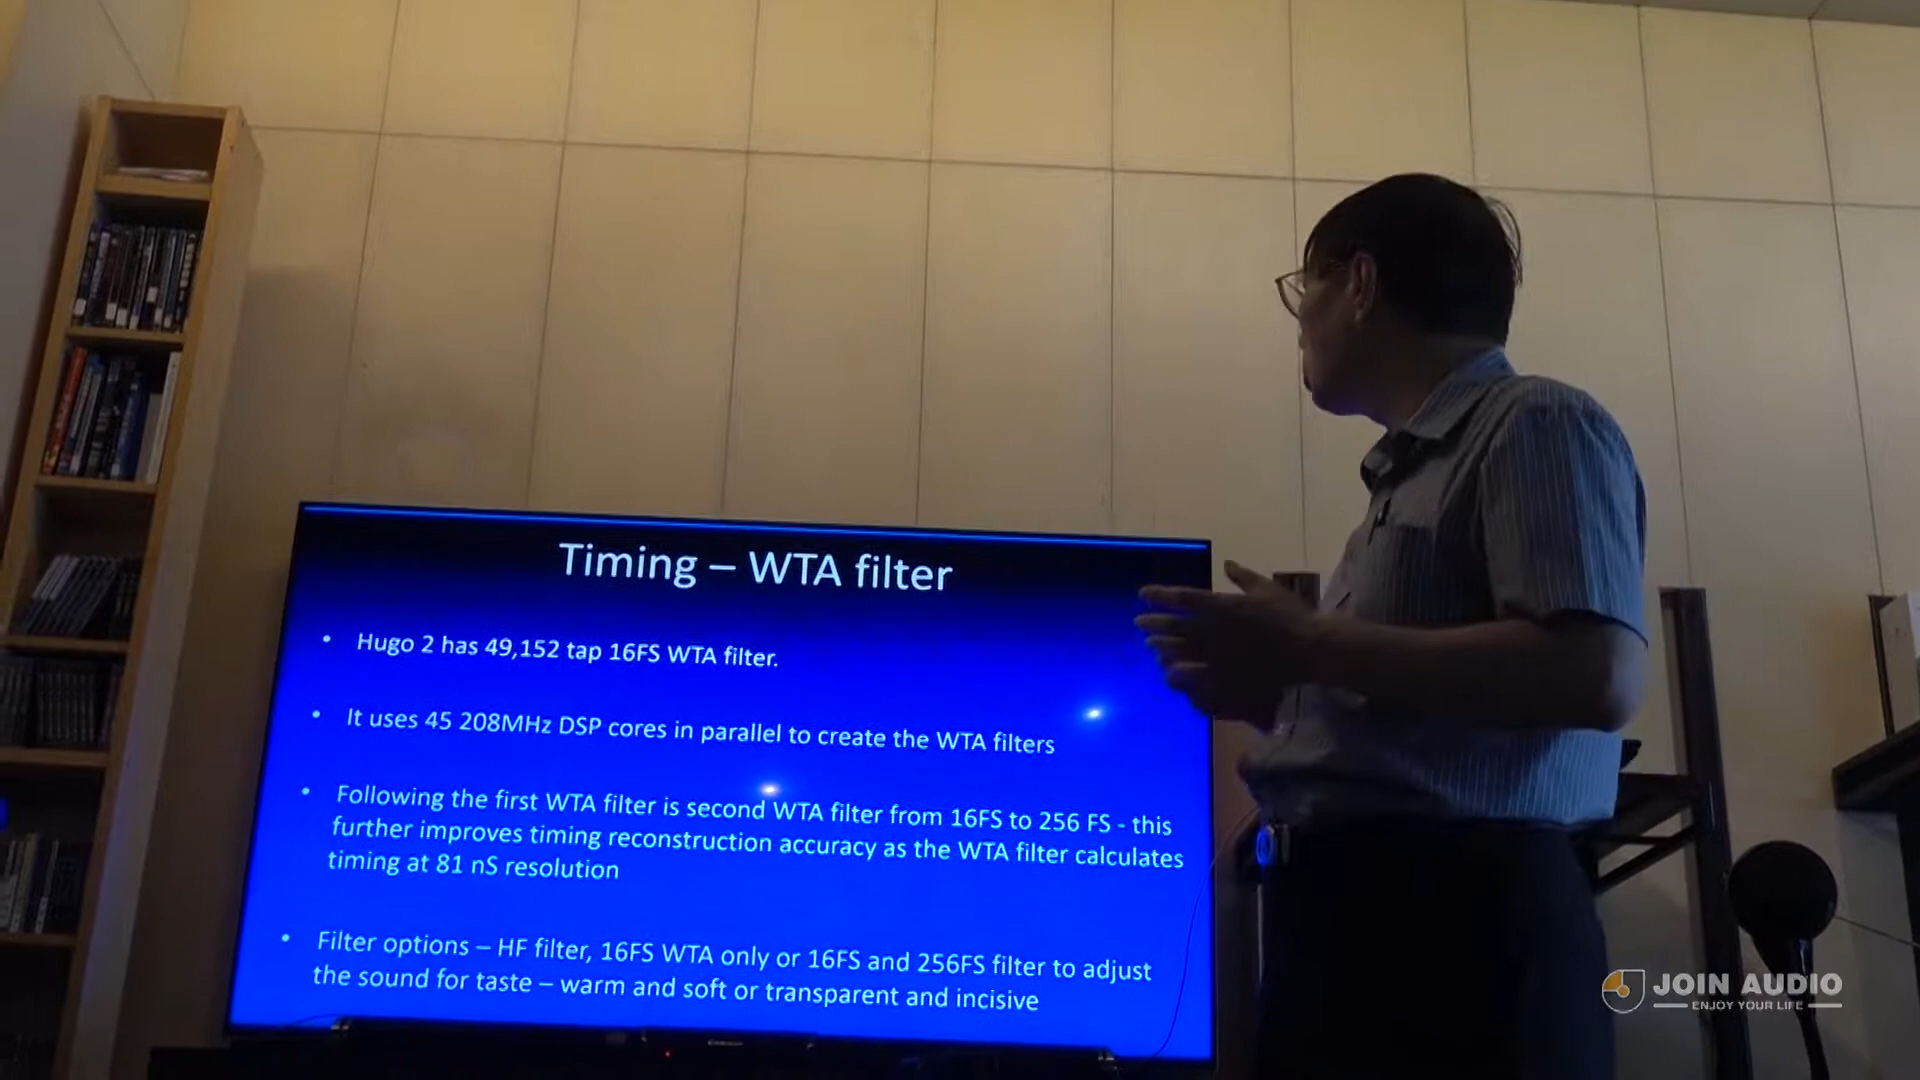 Timing – WTA filter
• Hugo 2 has 49,152 tap 16FS WTA filter.
• It uses 45 208MHz DSP cores in parallel to create the WTA filters
• Following the first WTA filter is second WTA filter from 16FS to 256 FS - this
further improves timing reconstruction accuracy as the WTA filter calculates
timing at 81 nS resolution
• Filter options – HF filter, 16FS WTA only or 16FS and 256FS filter to adjust
the sound for taste – warm and soft or transparent and incisive
JOIN AUDIO
ENJOY YOUR LIFE